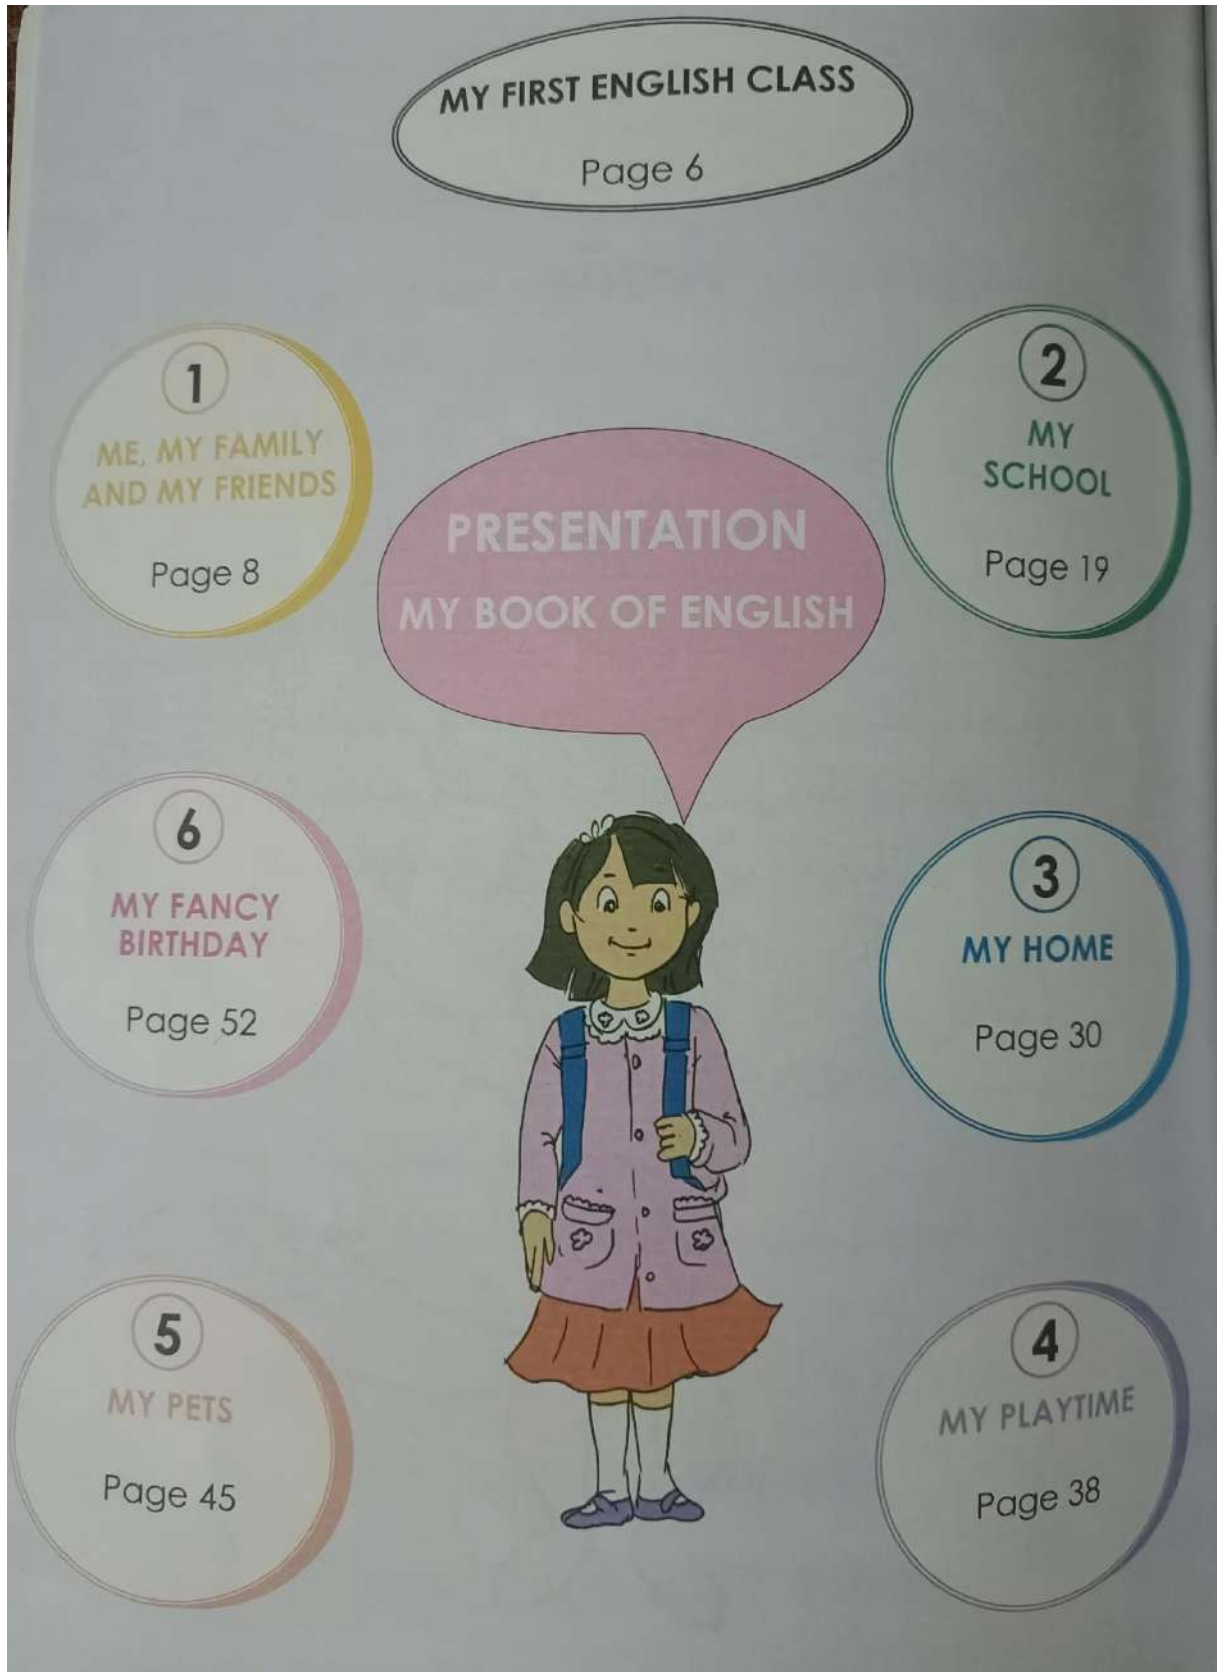 MY FIRST ENGLISH CLASS
Page 6
1
ME, MY FAMILY
AND MY FRIENDS
Page 8
2
MY
SCHOOL
Page 19
PRESENTATION
MY BOOK OF ENGLISH
6
MY FANCY
BIRTHDAY
Page 52
3
MY HOME
Page 30
5
MY PETS
Page 45
4
MY PLAYTIME
Page 38